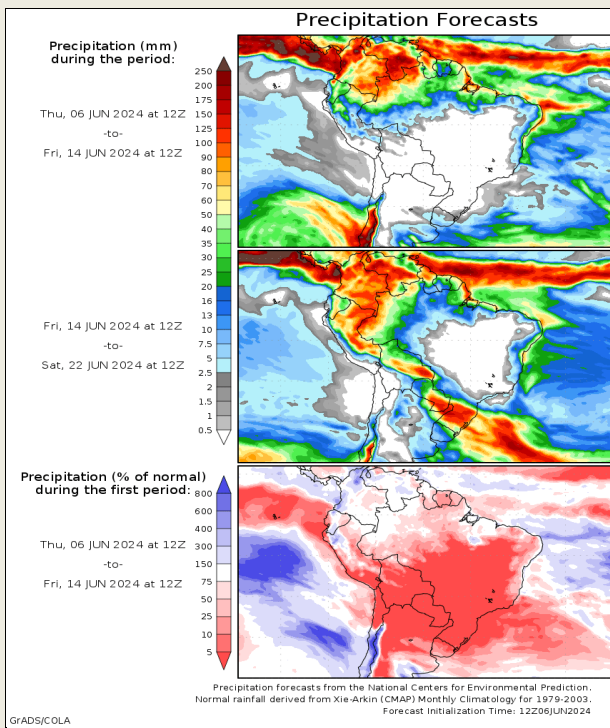 Precipitation Forecasts
Precipitation (mm)
during the period:
Thu, 06 JUN 2024 at 12Z
-to-
Fri, 14 JUN 2024 at 12Z
250
200
175
150
125
100
90
80
70
60
50
40
35
30
25
20
16
13
10
7.5
5
2.5
2
1.5
1
0.5
Fri, 14 JUN 2024 at 12Z
-to-
Sat, 22 JUN 2024 at 12Z
Precipitation (% of normal)
during the first period:
Thu, 06 JUN 2024 at 12Z
-to-
Fri, 14 JUN 2024 at 12Z
800
600
400
300
150
75
50
25
10
5
Precipitation forecasts from the National Centers for Environmental Prediction.
Normal rainfall derived from Xie-Arkin (CMAP) Monthly Climatology for 1979-2003.
Forecast Initialization Time: 12Z06JUN2024
GrADS/COLA